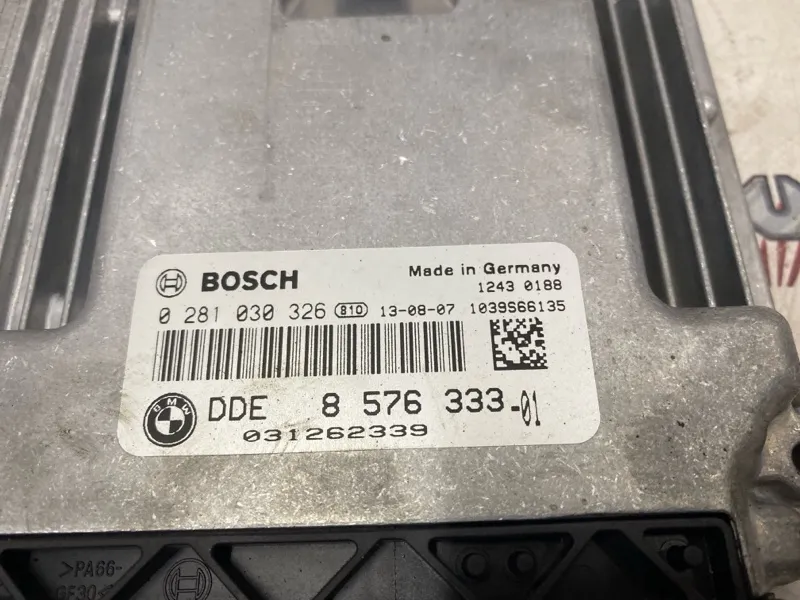 BOSCH Made in Germany
1243 0188
0 281 030 326 810 13-08-07 1039S66135
BMW DDE 8 576 333-01
031262339
>PA66-